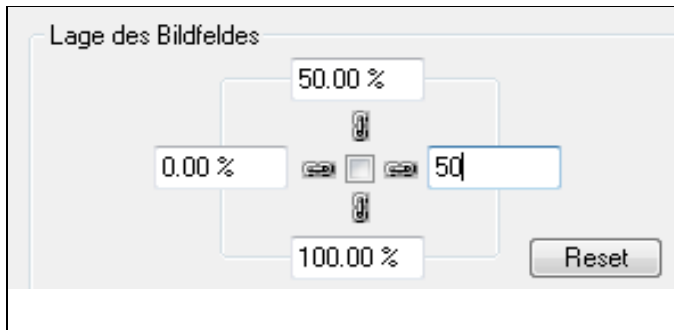 Lage des Bildfeldes
50.00 %
0.00 %
50
100.00 %
Reset